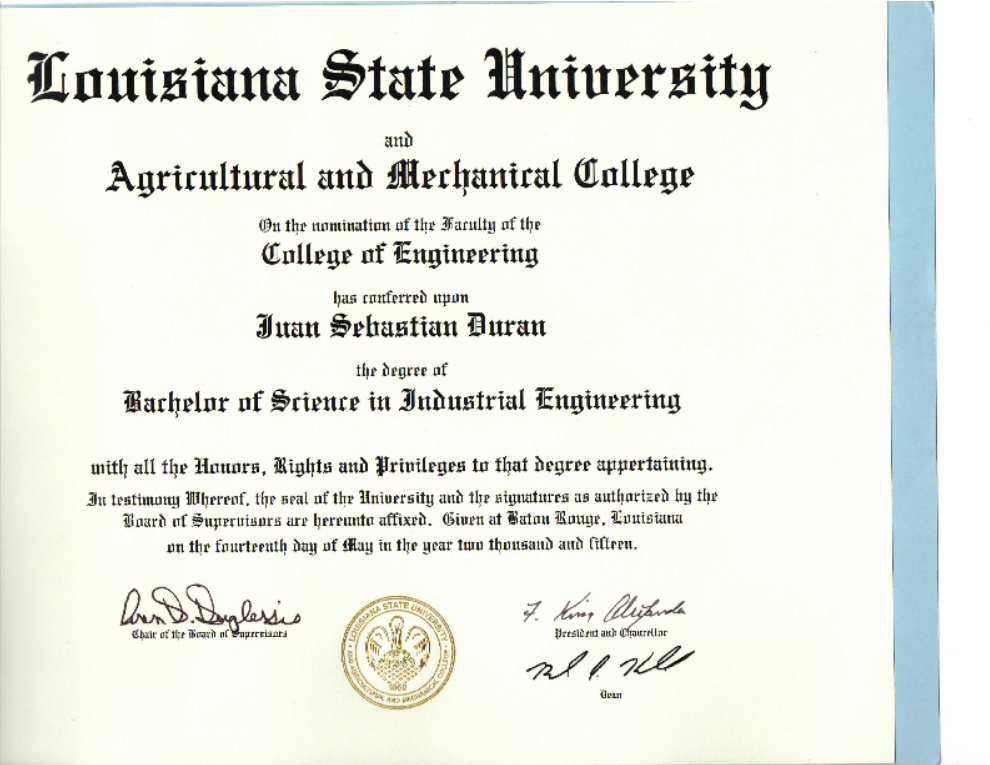 Louisiana State University
and
Agricultural and Mechanical College
On the nomination of the Faculty of the
College of Engineering
has conferred upon
Juan Sebastian Duran
the degree of
Bachelor of Science in Industrial Engineering
with all the Honors, Rights and Privileges to that degree appertaining.
In testimony Whereof, the seal of the University and the signatures as authorized by the
Board of Supervisors are hereunto affixed. Given at Baton Rouge, Louisiana
on the fourteenth day of May in the year two thousand and fifteen.
Chair of the Board of Supervisors
LOUISIANA STATE UNIVERSITY
AND AGRICULTURAL AND MECHANICAL COLLEGE
1860
F. King Alexander
President and Chancellor
Dean